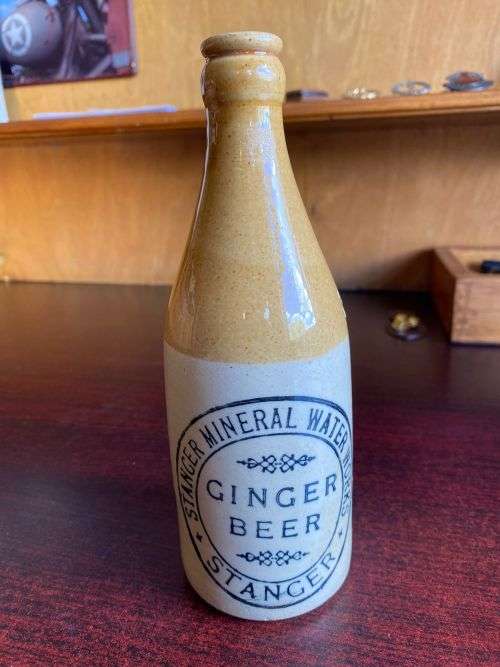 STANGER MINERAL WATER WORKS
GINGER
BEER
STANGER